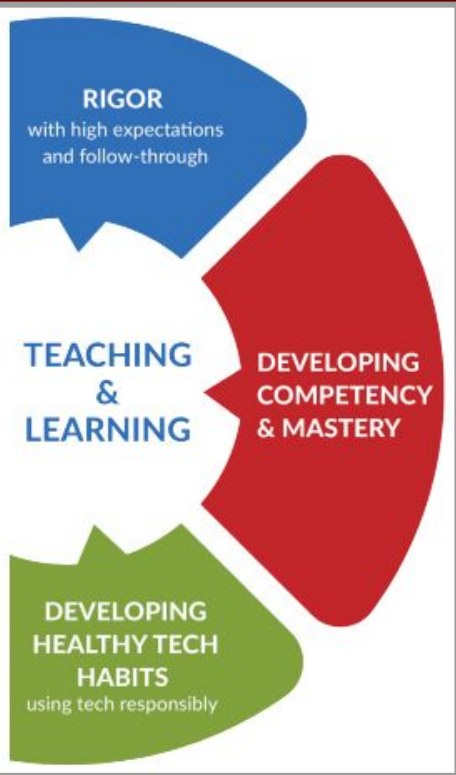 RIGOR
with high expectations
and follow-through
TEACHING
&
LEARNING
DEVELOPING
COMPETENCY
& MASTERY
DEVELOPING
HEALTHY TECH
HABITS
using tech responsibly